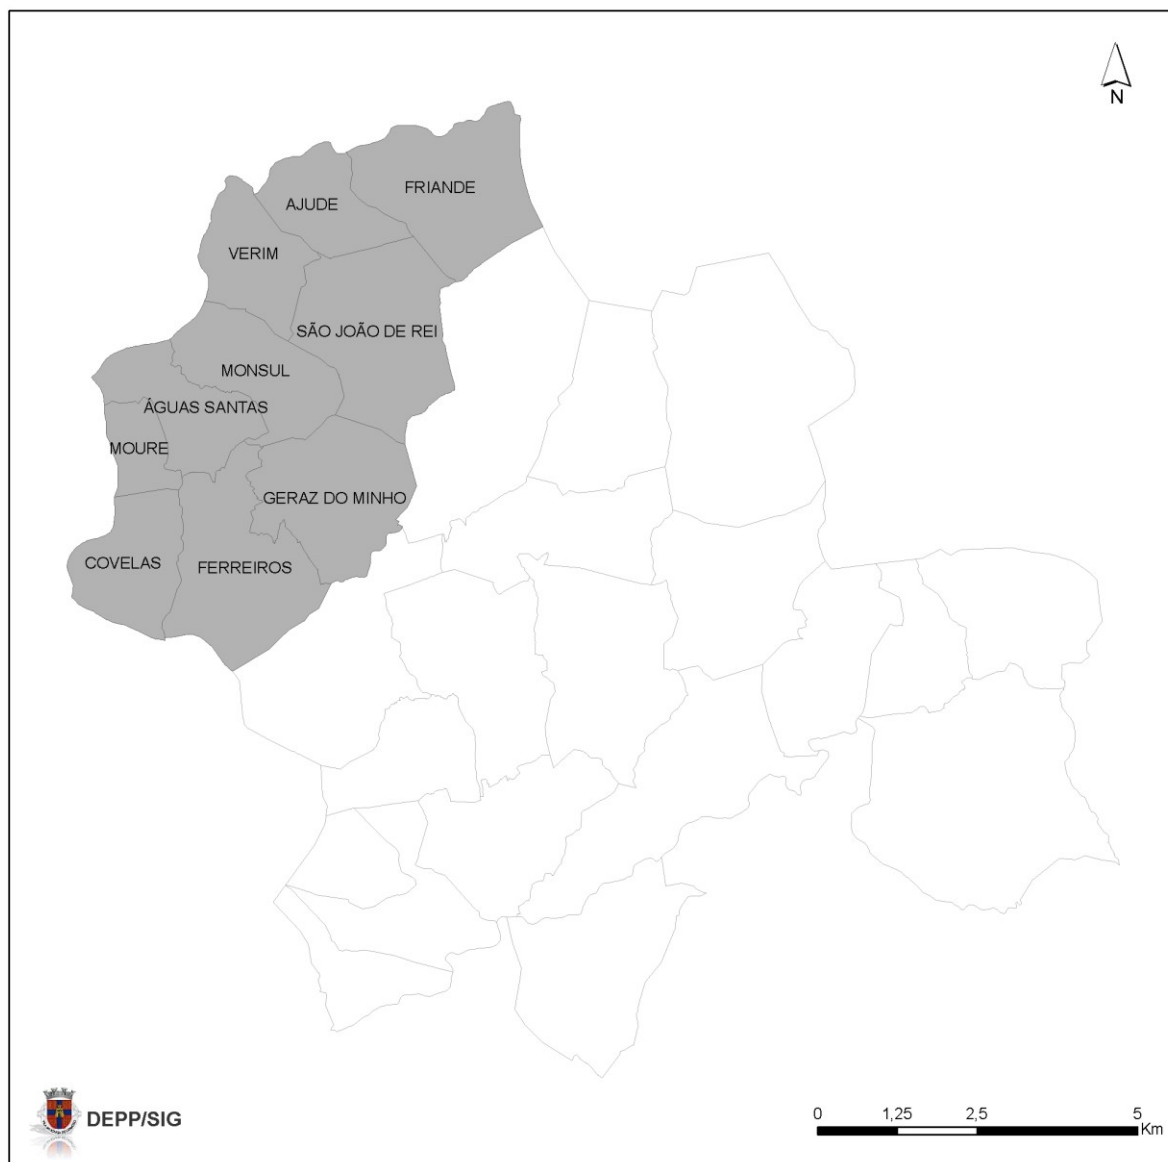 N
FRIANDE
AJUDE
VERIM
SÃO JOÃO DE REI
MONSUL
ÁGUAS SANTAS
MOURE
GERAZ DO MINHO
COVELAS
FERREIROS
DEPP/SIG
0 1,25 2,5 5
Km